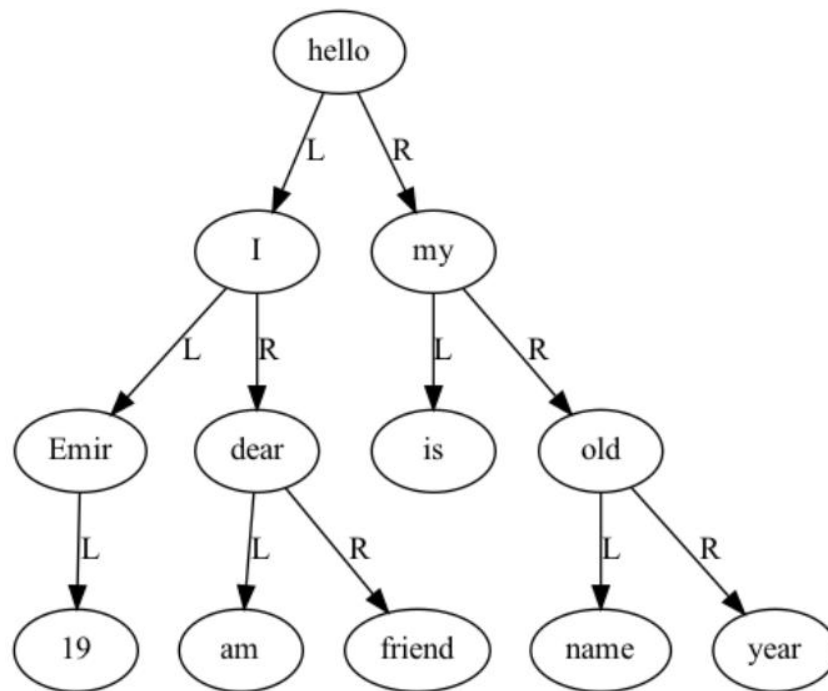 hello
L R
I my
L R L R
Emir dear is old
L L R L R
19 am friend name year